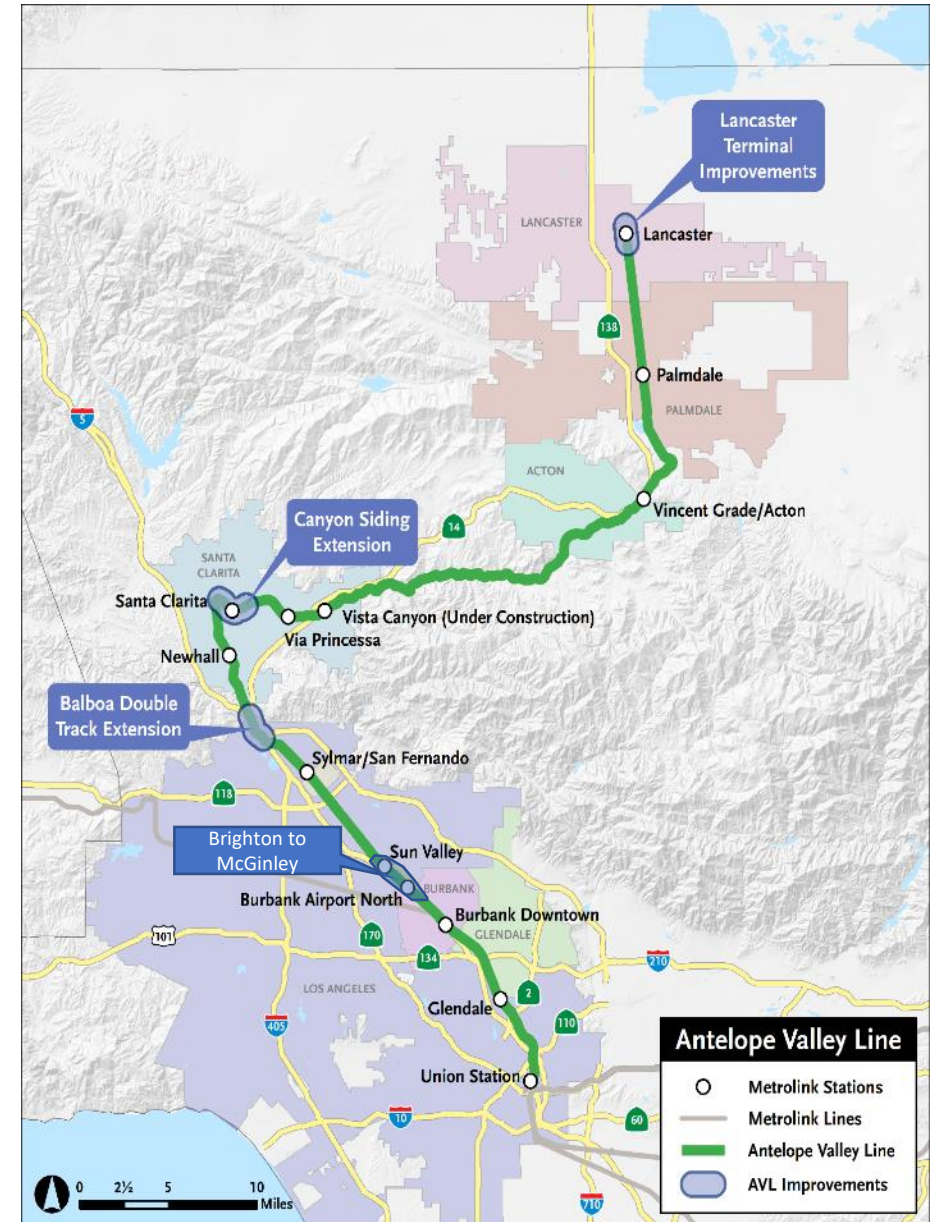 Lancaster
Terminal
Improvements
LANCASTER
Lancaster
138
Palmdale
PALMDALE
5
ACTON
Vincent Grade/Acton
Canyon Siding
Extension
14
SANTA
CLARITA
Santa Clarita
Vista Canyon (Under Construction)
Via Princessa
Newhall
Balboa Double
Track Extension
Sylmar/San Fernando
118
Brighton to
McGinley
Sun Valley
BURBANK
Burbank Airport North
Burbank Downtown
GLENDALE
101
170
134
210
LOS ANGELES
2
Glendale
405
110
Union Station
10
60
710
Antelope Valley Line
Metrolink Stations
Metrolink Lines
Antelope Valley Line
AVL Improvements
0 2½ 5 10
Miles